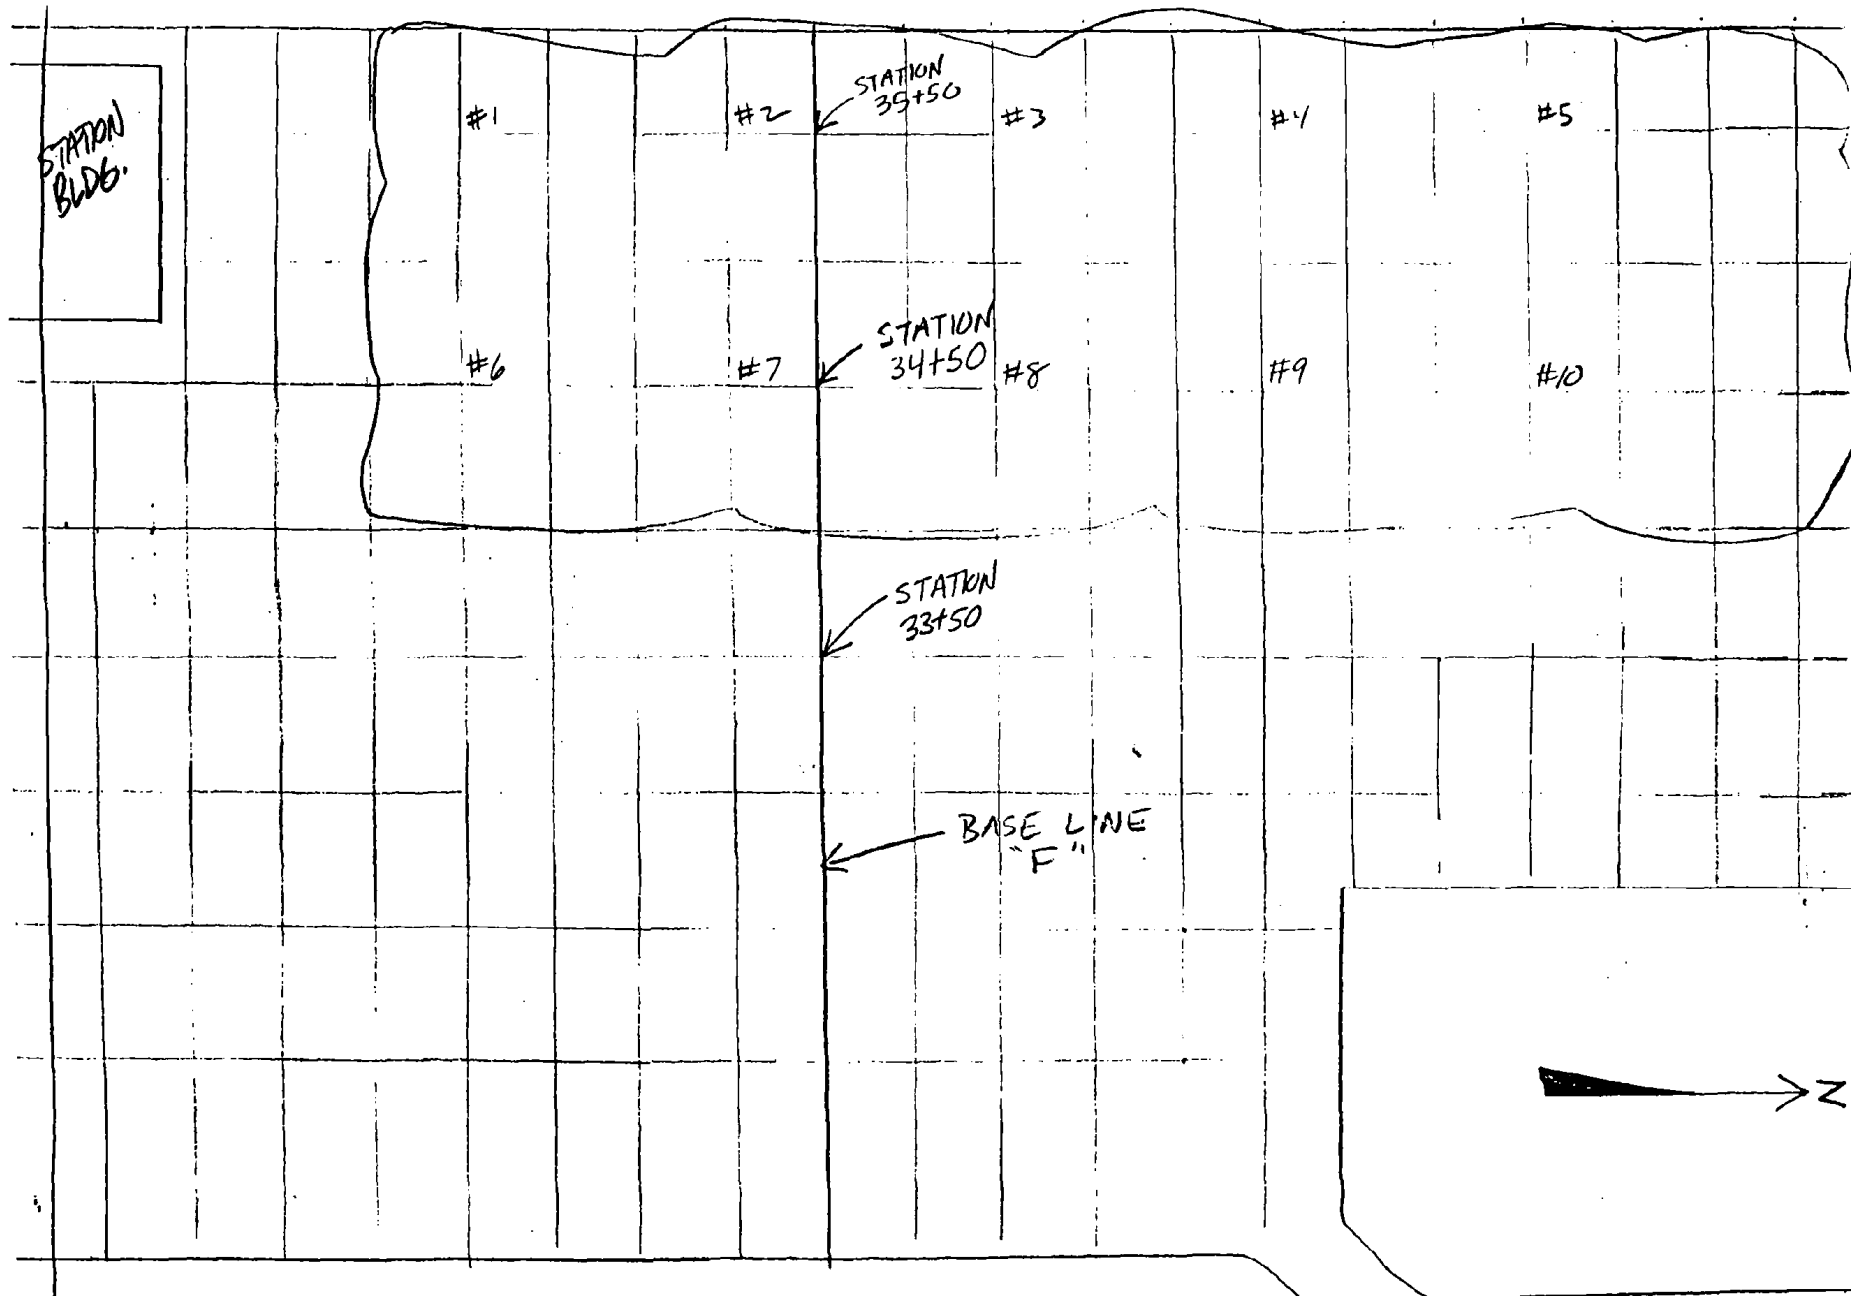 STATION
BLDG.
#1
#2
STATION
35+50
#3
#4
#5
#6
#7
STATION
34+50
#8
#9
#10
STATION
33+50
BASE LINE
"F"
Z